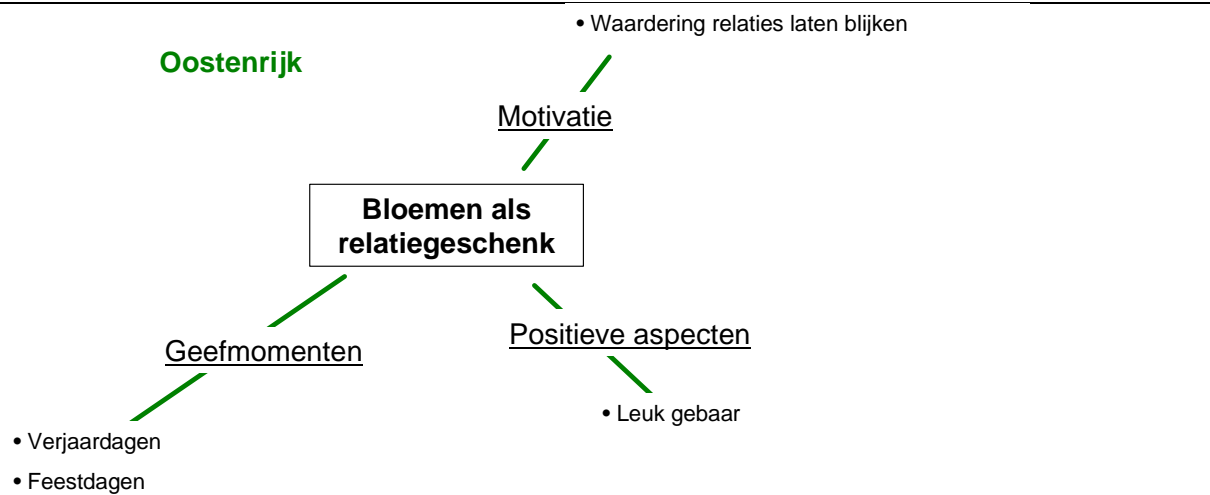 • Waardering relaties laten blijken
Oostenrijk
Motivatie
Bloemen als
relatiegeschenk
Positieve aspecten
Geefmomenten
• Leuk gebaar
• Verjaardagen
• Feestdagen